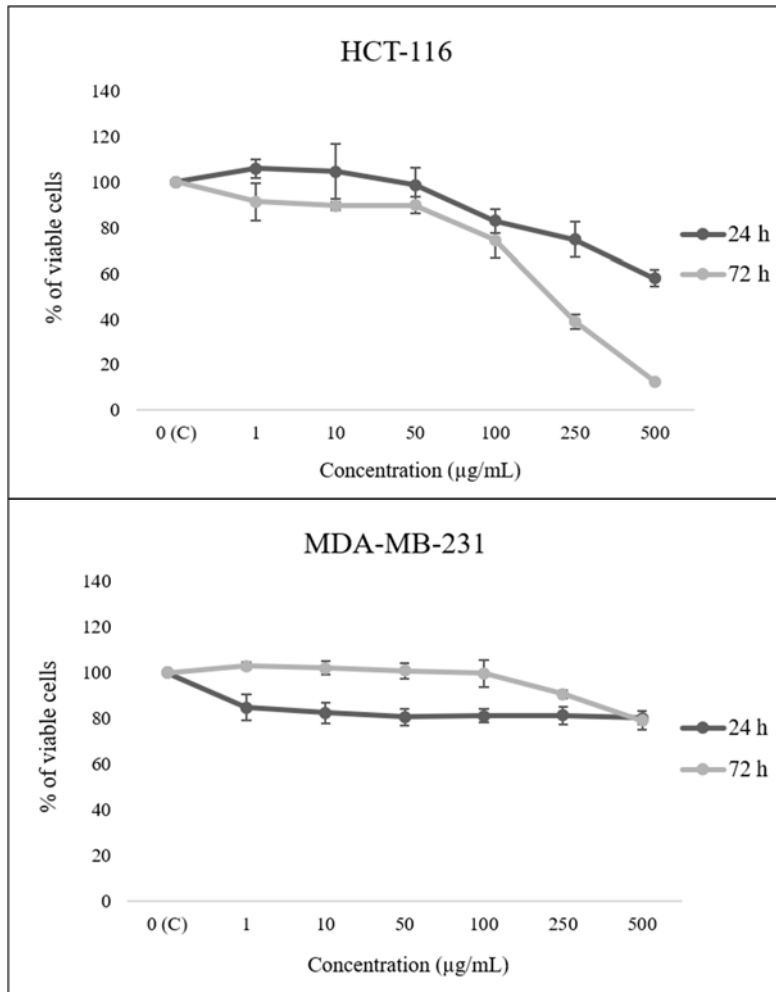 HCT-116
140
120
100
80
60
40
20
0
% of viable cells
0 (C) 1 10 50 100 250 500
Concentration (µg/mL)
24 h
72 h
MDA-MB-231
140
120
100
80
60
40
20
0
% of viable cells
0 (C) 1 10 50 100 250 500
Concentration (µg/mL)
24 h
72 h